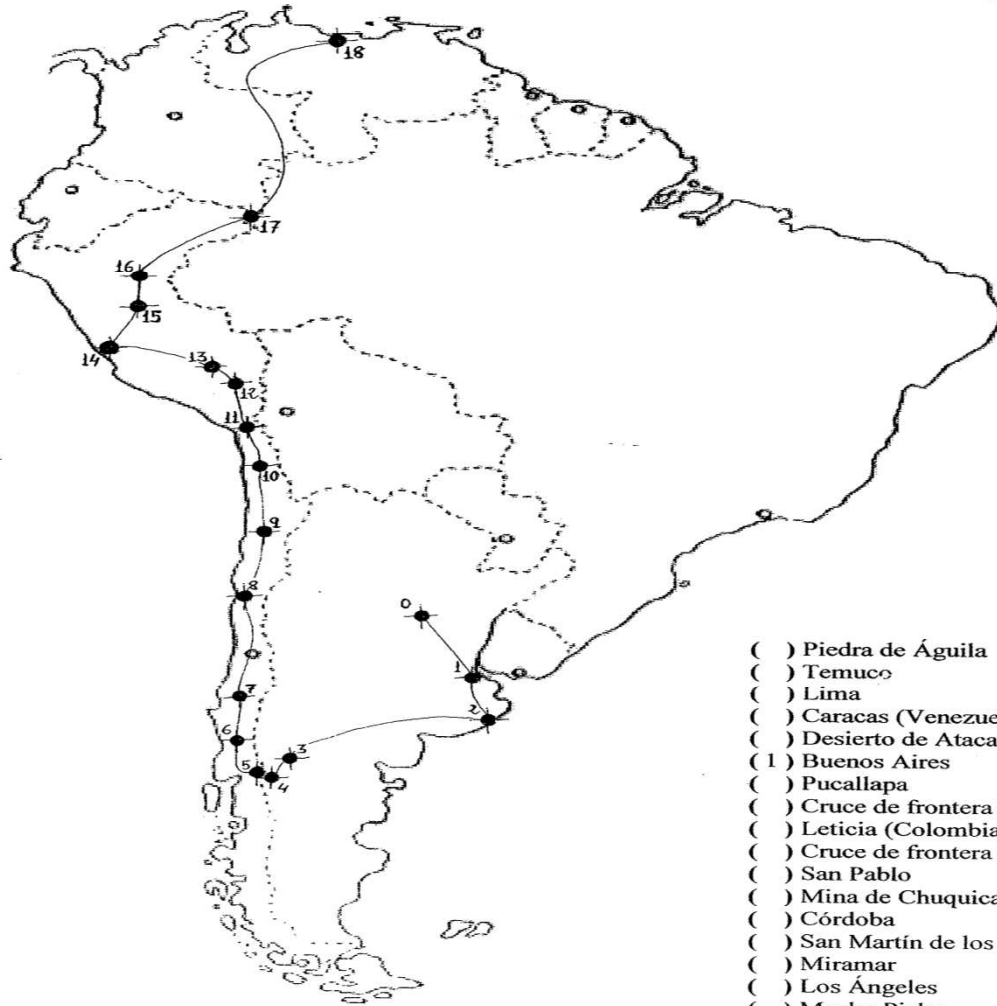 18
17
16
15
14
13
12
11
10
9
8
0
1
7
2
6
3
5
4
( ) Piedra de Águila
( ) Temuco
( ) Lima
( ) Caracas (Venezue
( ) Desierto de Ataca
( 1 ) Buenos Aires
( ) Pucallapa
( ) Cruce de frontera
( ) Leticia (Colombia
( ) Cruce de frontera
( ) San Pablo
( ) Mina de Chuquica
( ) Córdoba
( ) San Martín de los
( ) Miramar
( ) Los Ángeles